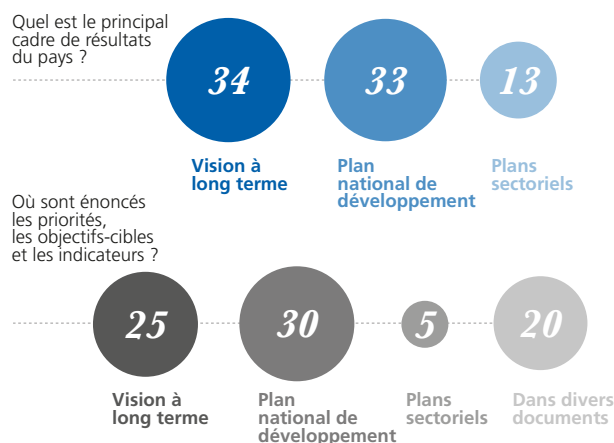 Quel est le principal
cadre de résultats
du pays ?
34
33
13
Vision à
long terme
Plan
national de
développement
Plans
sectoriels
Où sont énoncés
les priorités,
les objectifs-cibles
et les indicateurs ?
25
30
5
20
Vision à
long terme
Plan
national de
développement
Plans
sectoriels
Dans divers
documents